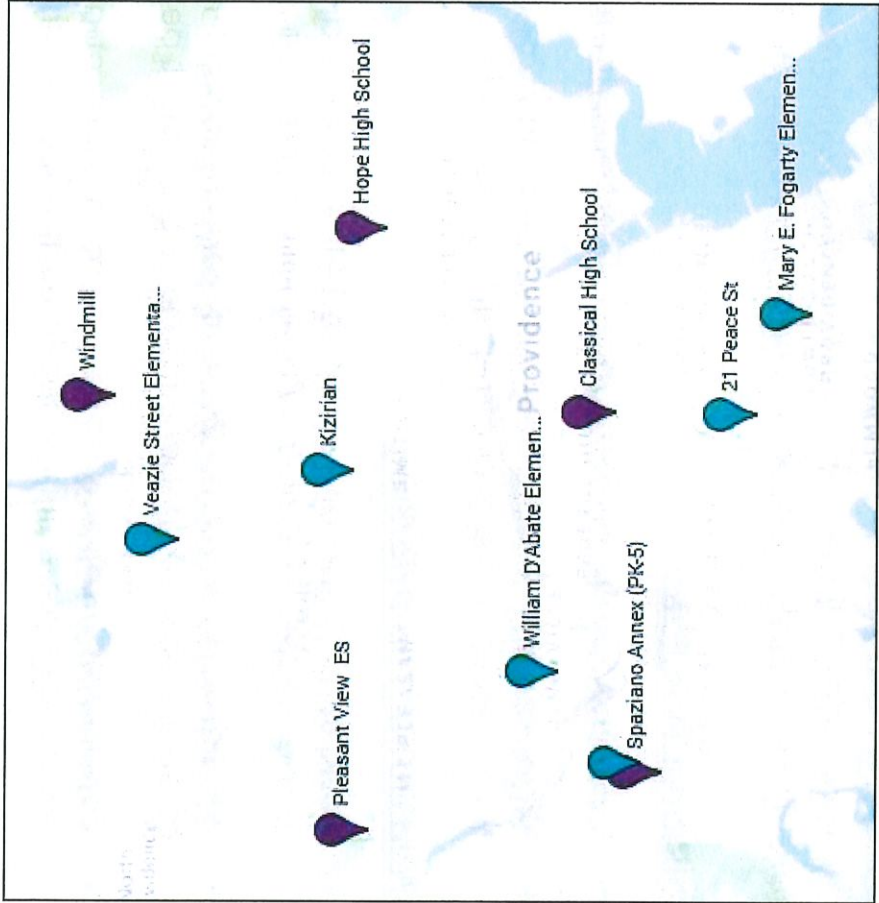 Windmill
Veazie Street Elementa...
Hope High School
Kizirian
Pleasant View ES
Providence
William D'Abate Elemen...
Classical High School
Spaziano Annex (PK-5)
21 Peace St
Mary E. Fogarty Elemen...